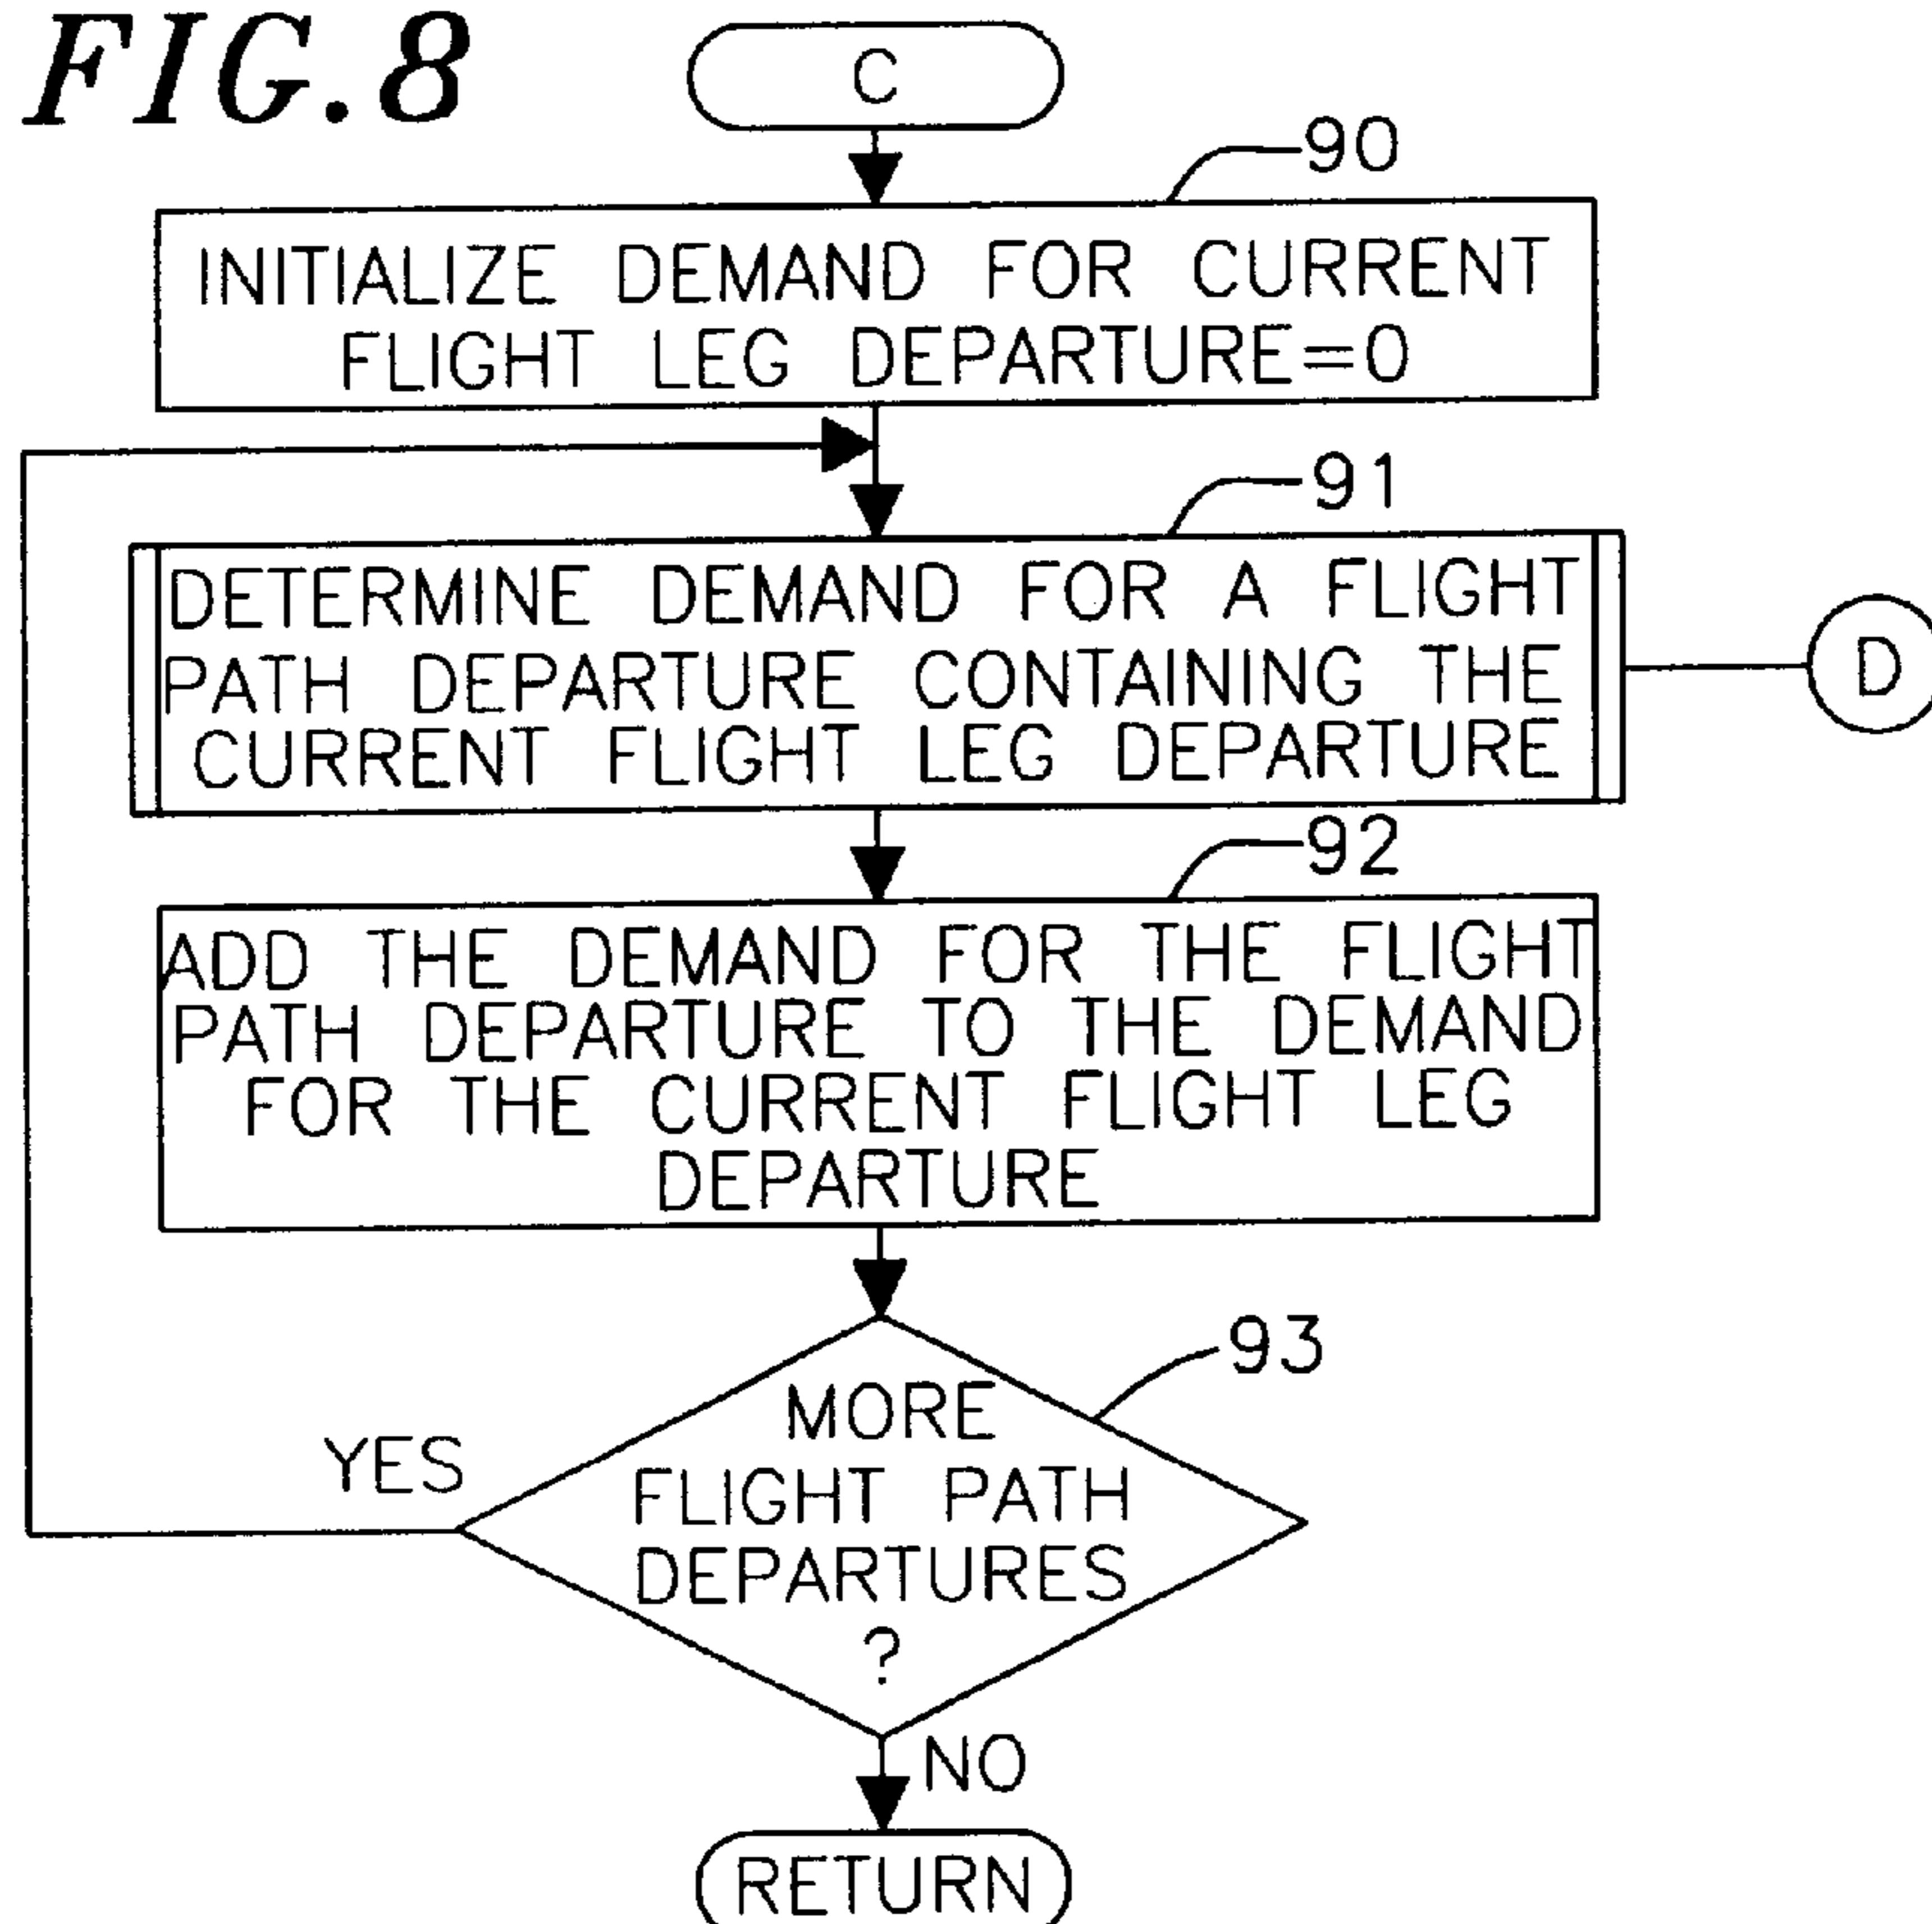 FIG. 8
C
90
INITIALIZE DEMAND FOR CURRENT
FLIGHT LEG DEPARTURE=0
91
DETERMINE DEMAND FOR A FLIGHT
PATH DEPARTURE CONTAINING THE
CURRENT FLIGHT LEG DEPARTURE
D
92
ADD THE DEMAND FOR THE FLIGHT
PATH DEPARTURE TO THE DEMAND
FOR THE CURRENT FLIGHT LEG
DEPARTURE
93
MORE
FLIGHT PATH
DEPARTURES
?
YES
NO
RETURN